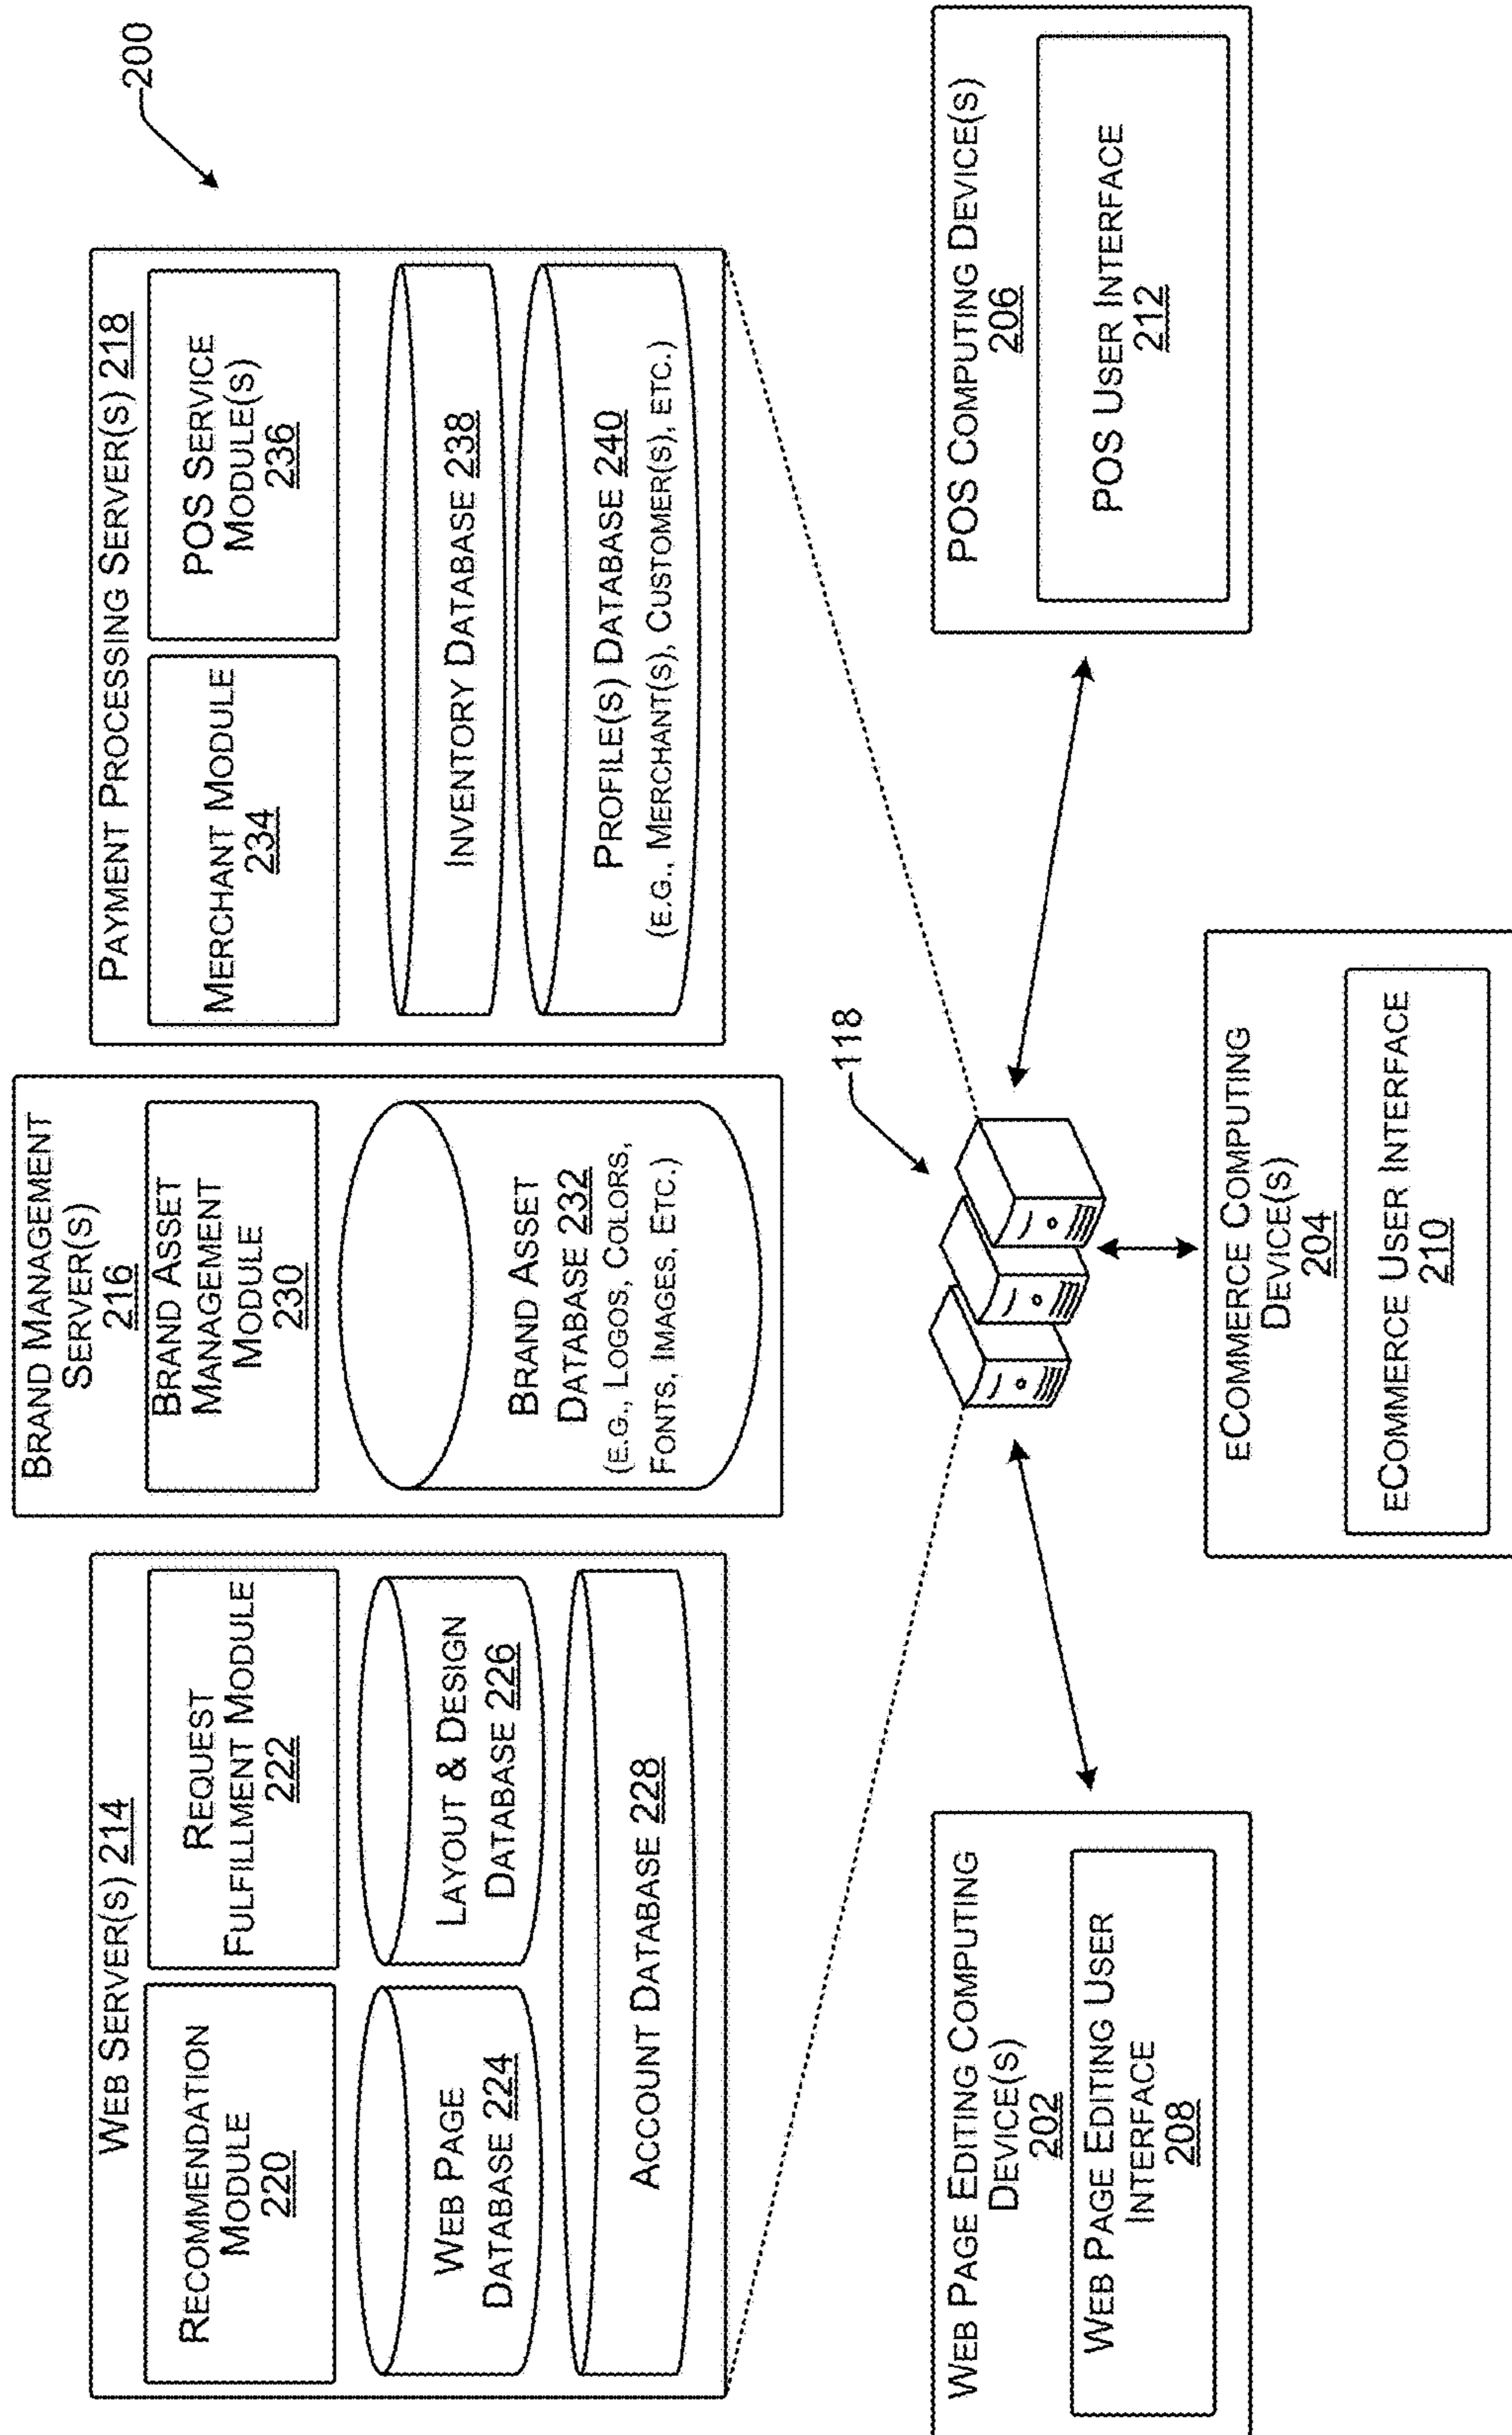 200
WEB SERVER(S) 214
RECOMMENDATION
MODULE
220
REQUEST
FULFILLMENT MODULE
222
WEB PAGE
DATABASE 224
LAYOUT & DESIGN
DATABASE 226
ACCOUNT DATABASE 228
BRAND MANAGEMENT
SERVER(S)
216
BRAND ASSET
MANAGEMENT
MODULE
230
BRAND ASSET
DATABASE 232
(E.G., LOGOS, COLORS,
FONTS, IMAGES, ETC.)
PAYMENT PROCESSING SERVER(S) 218
MERCHANT MODULE
234
POS SERVICE
MODULE(S)
236
INVENTORY DATABASE 238
PROFILE(S) DATABASE 240
(E.G., MERCHANT(S), CUSTOMER(S), ETC.)
118
WEB PAGE EDITING COMPUTING
DEVICE(S)
202
WEB PAGE EDITING USER
INTERFACE
208
ECOMMERCE COMPUTING
DEVICE(S)
204
ECOMMERCE USER INTERFACE
210
POS COMPUTING DEVICE(S)
206
POS USER INTERFACE
212